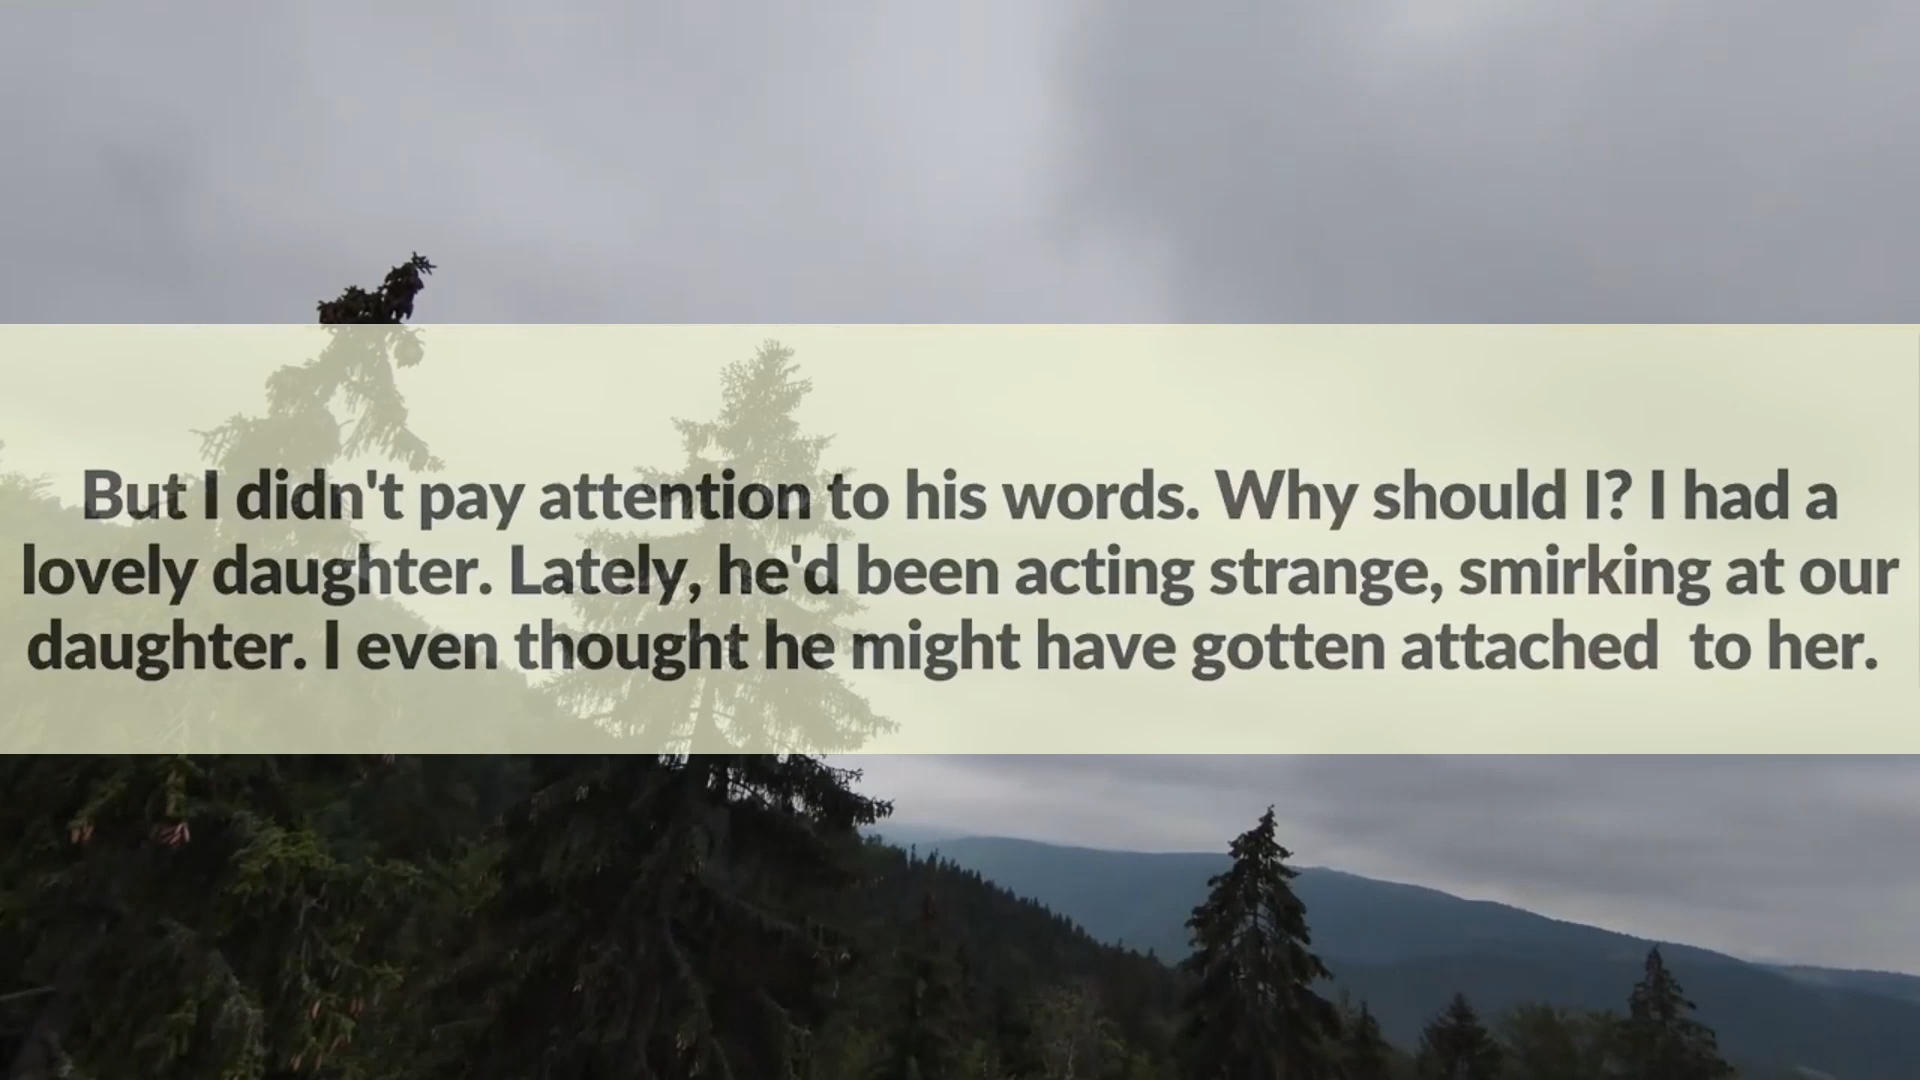 But I didn't pay attention to his words. Why should I? I had a
lovely daughter. Lately, he'd been acting strange, smirking at our
daughter. I even thought he might have gotten attached  to her.